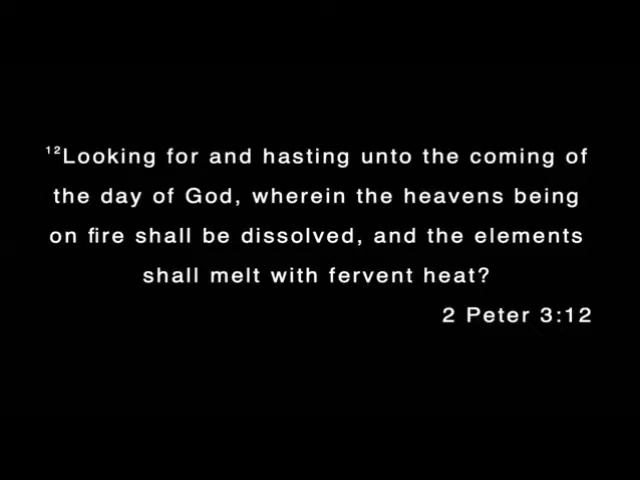 ¹²Looking for and hasting unto the coming of
the day of God, wherein the heavens being
on fire shall be dissolved, and the elements
shall melt with fervent heat?
2 Peter 3:12